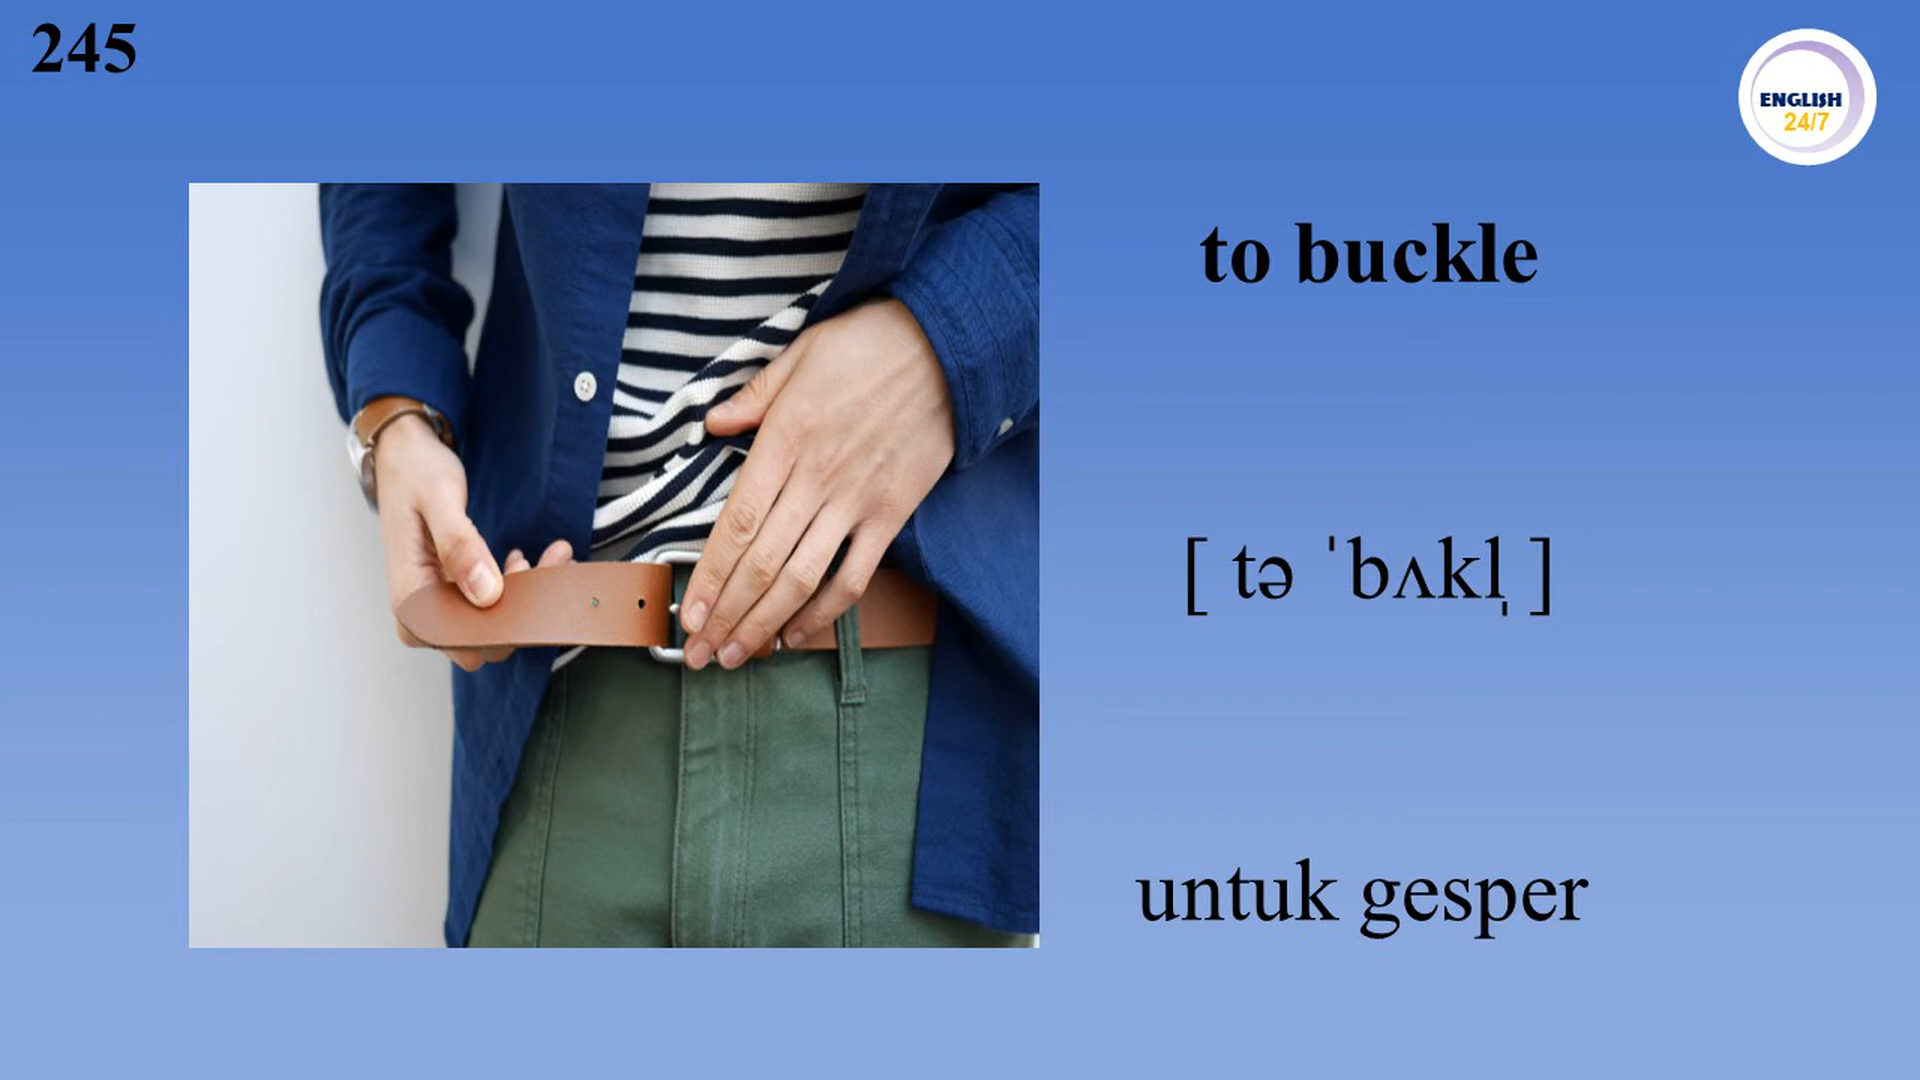 245
ENGLISH
24/7
to buckle
[ tə ˈbʌkl̩ ]
untuk gesper